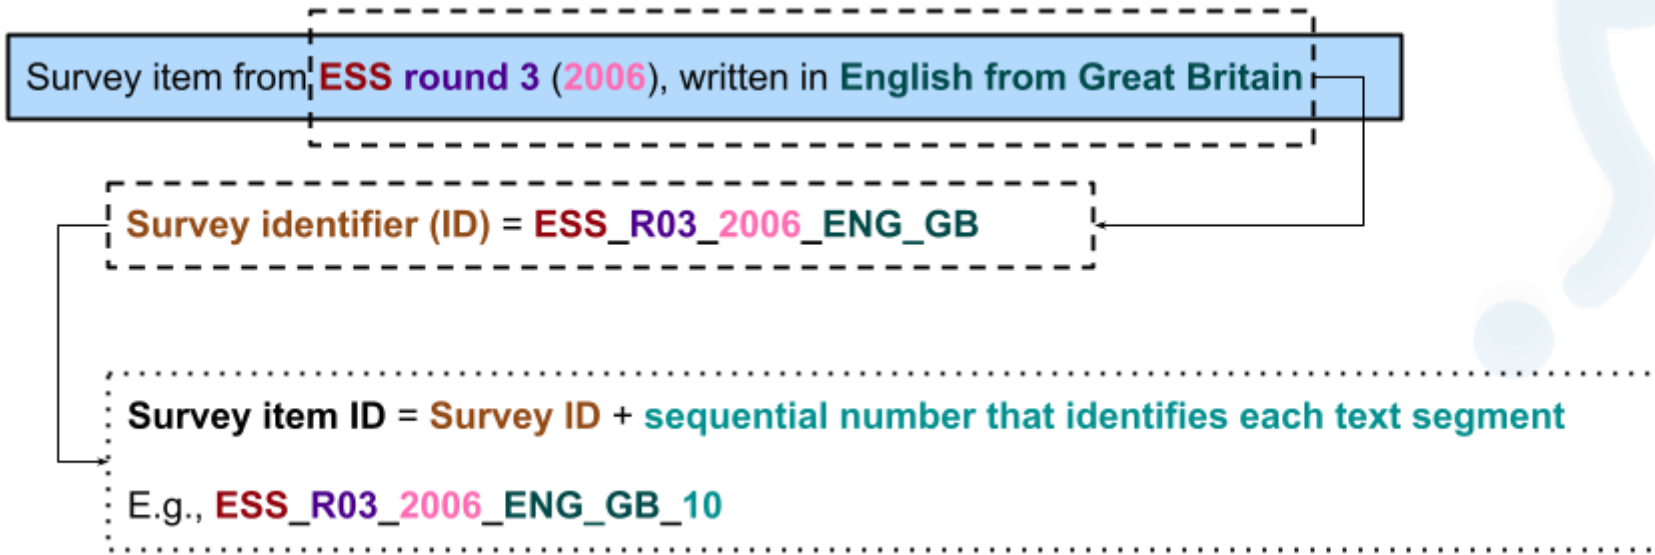 Survey item from ESS round 3 (2006), written in English from Great Britain
Survey identifier (ID) = ESS_R03_2006_ENG_GB
Survey item ID = Survey ID + sequential number that identifies each text segment
E.g., ESS_R03_2006_ENG_GB_10